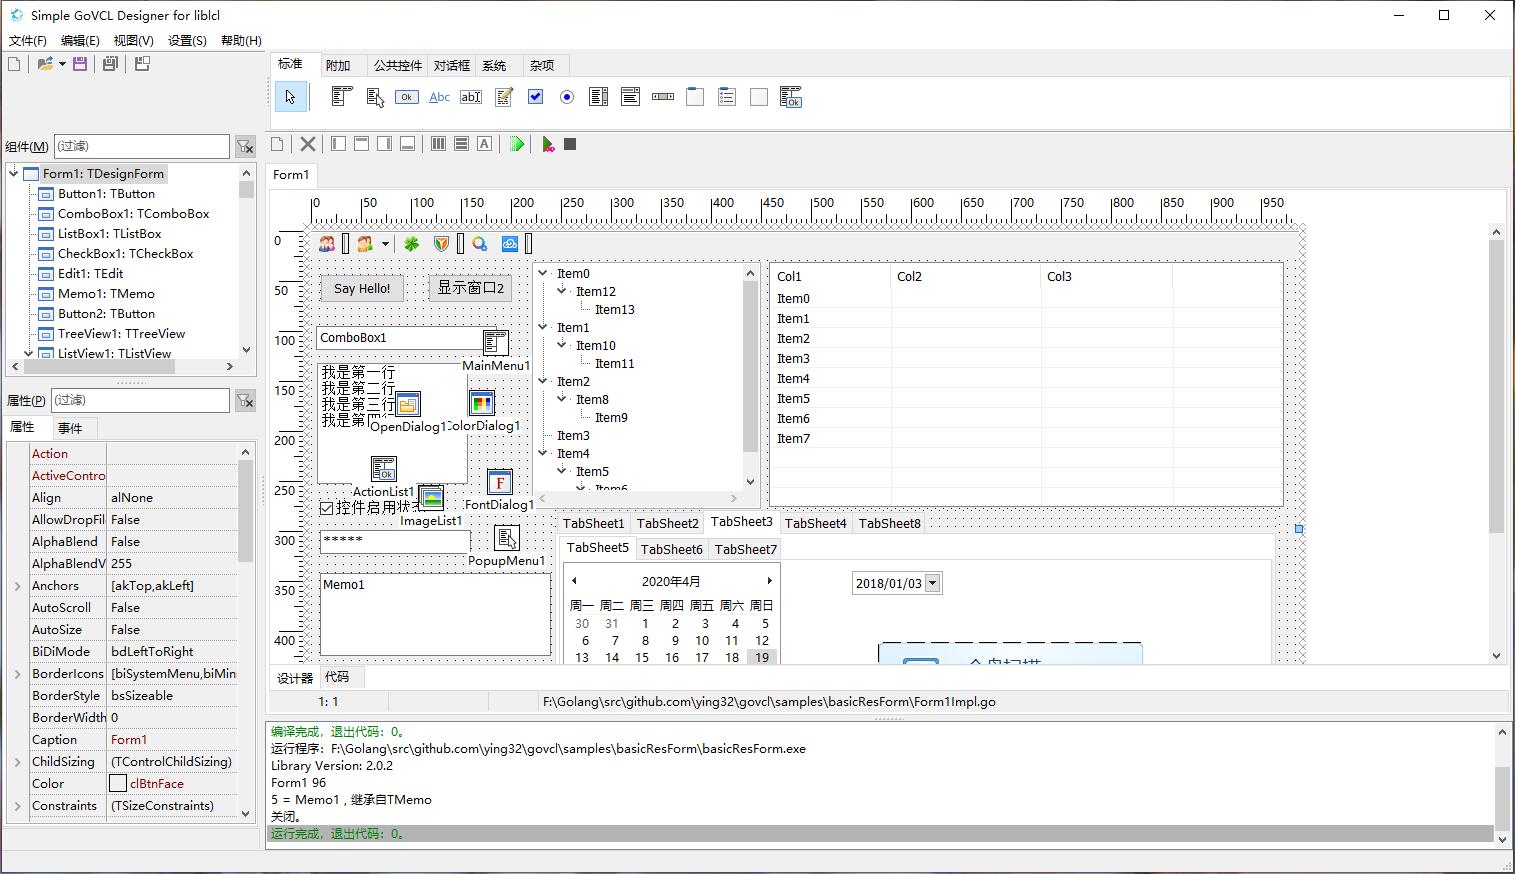 Simple GoVCL Designer for liblcl
文件(F) 编辑(E) 视图(V) 设置(S) 帮助(H)
标准 附加 公共控件 对话框 系统 杂项
Ok Abc ab Ok
组件(M) (过滤)
Form1: TDesignForm
Button1: TButton
ComboBox1: TComboBox
ListBox1: TListBox
CheckBox1: TCheckBox
Edit1: TEdit
Memo1: TMemo
Button2: TButton
TreeView1: TTreeView
ListView1: TListView
属性(P) (过滤)
属性 事件
Action
ActiveContro
Align alNone
AllowDropFil False
AlphaBlend False
AlphaBlendV 255
Anchors [akTop,akLeft]
AutoScroll False
AutoSize False
BiDiMode bdLeftToRight
BorderIcons [biSystemMenu,biMin
BorderStyle bsSizeable
BorderWidth 0
Caption Form1
ChildSizing (TControlChildSizing)
Color clBtnFace
Constraints (TSizeConstraints)
A
Form1
0 50 100 150 200 250 300 350 400 450 500 550 600 650 700 750 800 850 900 950
0
50
100
150
200
250
300
350
400
Say Hello! 显示窗口2
ComboBox1
MainMenu1
我是第一行
我是第二行
我是第三行
我是第四
OpenDialog1 ColorDialog1
Ok
ActionList1
F
FontDialog1
控件启用状态
ImageList1
*****
PopupMenu1
Memo1
Item0
Item12
Item13
Item1
Item10
Item11
Item2
Item8
Item9
Item3
Item4
Item5
Item6
Col1 Col2 Col3
Item0
Item1
Item2
Item3
Item4
Item5
Item6
Item7
TabSheet1 TabSheet2 TabSheet3 TabSheet4 TabSheet8
TabSheet5 TabSheet6 TabSheet7
2020年4月
周一 周二 周三 周四 周五 周六 周日
30 31 1 2 3 4 5
6 7 8 9 10 11 12
13 14 15 16 17 18 19
2018/01/03
设计器 代码
1: 1 F:\Golang\src\github.com\ying32\govcl\samples\basicResForm\Form1Impl.go
编译完成，退出代码：0。
运行程序：F:\Golang\src\github.com\ying32\govcl\samples\basicResForm\basicResForm.exe
Library Version: 2.0.2
Form1 96
5 = Memo1 , 继承自TMemo
关闭。
运行完成，退出代码：0。